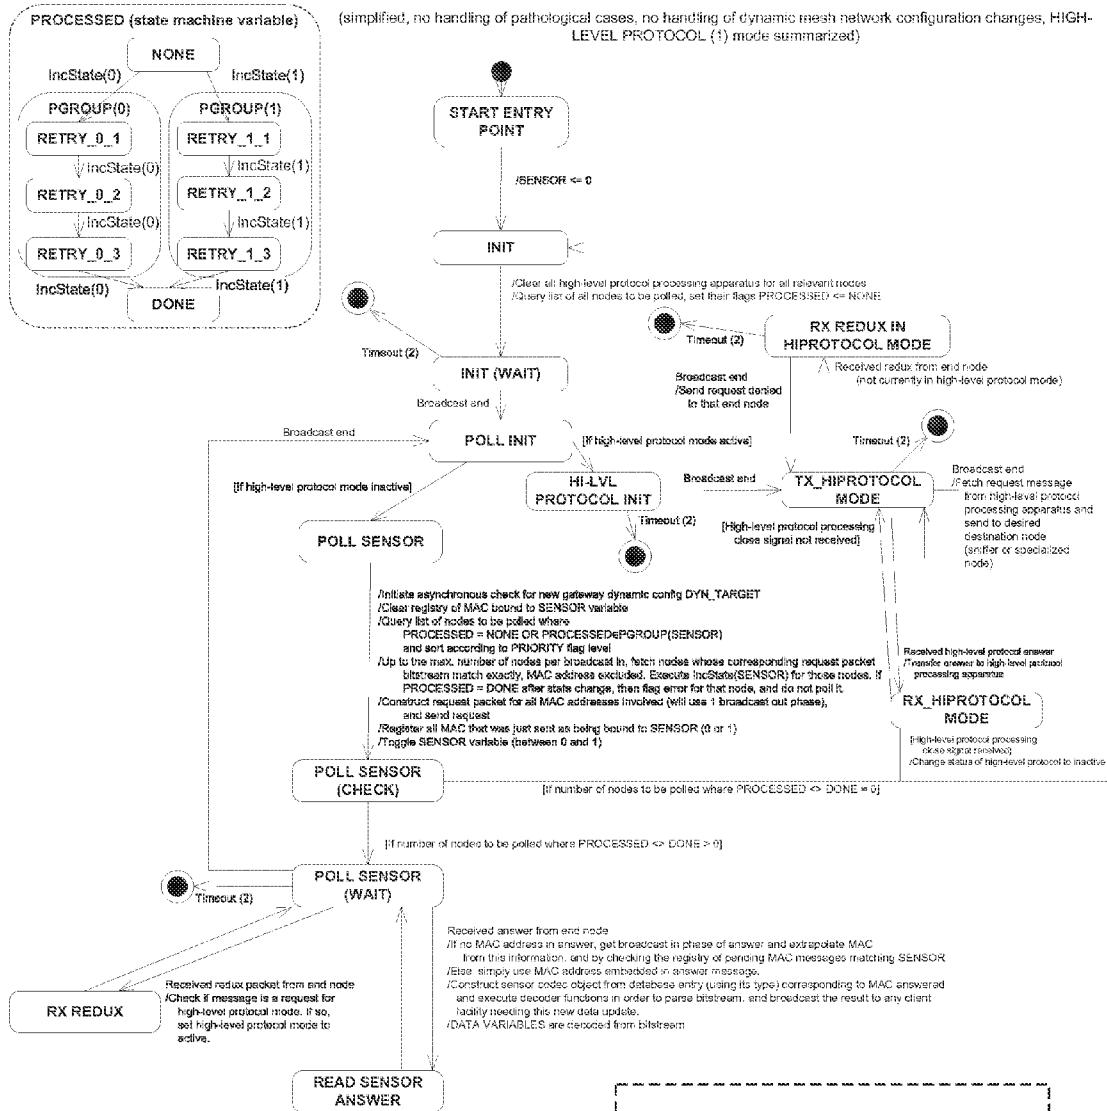 PROCESSED (state machine variable)
NONE
IncState(0)
IncState(1)
PGROUP(0)
PGROUP(1)
RETRY_0_1
RETRY_1_1
IncState(0)
IncState(1)
RETRY_0_2
RETRY_1_2
IncState(0)
IncState(1)
RETRY_0_3
RETRY_1_3
IncState(0)
IncState(1)
DONE
(simplified, no handling of pathological cases, no handling of dynamic mesh network configuration changes, HIGH-
LEVEL PROTOCOL (1) mode summarized)
START ENTRY
POINT
/SENSOR <= 0
INIT
/Clear all high-level protocol processing apparatus for all relevant nodes
/Query list of all nodes to be polled, set their flags PROCESSED <= NONE
Timeout (2)
INIT (WAIT)
Broadcast end
RX REDUX IN
HIPROTOCOL MODE
Timeout (2)
Received redux from end node
(not currently in high-level protocol mode)
Broadcast end
/Send request denied
to that end node
Broadcast end
POLL INIT
[If high-level protocol mode active]
Timeout (2)
[If high-level protocol mode inactive]
HI-LVL
PROTOCOL INIT
Broadcast end
TX_HIPROTOCOL
MODE
Broadcast end
/Fetch request message
from high-level protocol
processing apparatus and
send to desired
destination node
(sniffer or specialized
node)
Timeout (2)
[High-level protocol processing
close signal not received]
POLL SENSOR
/Initiate asynchronous check for new gateway dynamic config DYN_TARGET
/Clear registry of MAC bound to SENSOR variable
/Query list of nodes to be polled where
PROCESSED = NONE OR PROCESSED∈PGROUP(SENSOR)
and sort according to PRIORITY flag level
/Up to the max. number of nodes per broadcast in, fetch nodes whose corresponding request packet
bitstream match exactly, MAC address excluded. Execute IncState(SENSOR) for those nodes. If
PROCESSED = DONE after state change, then flag error for that node, and do not poll it.
/Construct request packet for all MAC addresses involved (will use 1 broadcast out phase),
and send request
/Register all MAC that was just sent as being bound to SENSOR (0 or 1)
/Toggle SENSOR variable (between 0 and 1)
Received high-level protocol answer
/Transfer answer to high-level protocol
processing apparatus
RX_HIPROTOCOL
MODE
[High-level protocol processing
close signal received]
/Change status of high-level protocol to inactive
POLL SENSOR
(CHECK)
[If number of nodes to be polled where PROCESSED <> DONE = 0]
[If number of nodes to be polled where PROCESSED <> DONE > 0]
POLL SENSOR
(WAIT)
Timeout (2)
Received redux packet from end node
/Check if message is a request for
high-level protocol mode. If so,
set high-level protocol mode to
active.
RX REDUX
Received answer from end node
/If no MAC address in answer, get broadcast in phase of answer and extrapolate MAC
from this information, and by checking the registry of pending MAC messages matching SENSOR
/Else, simply use MAC address embedded in answer message.
/Construct sensor codec object from database entry (using its type) corresponding to MAC answered
and execute decoder functions in order to parse bitstream, and broadcast the result to any client
facility needing this new data update.
/DATA VARIABLES are decoded from bitstream
READ SENSOR
ANSWER